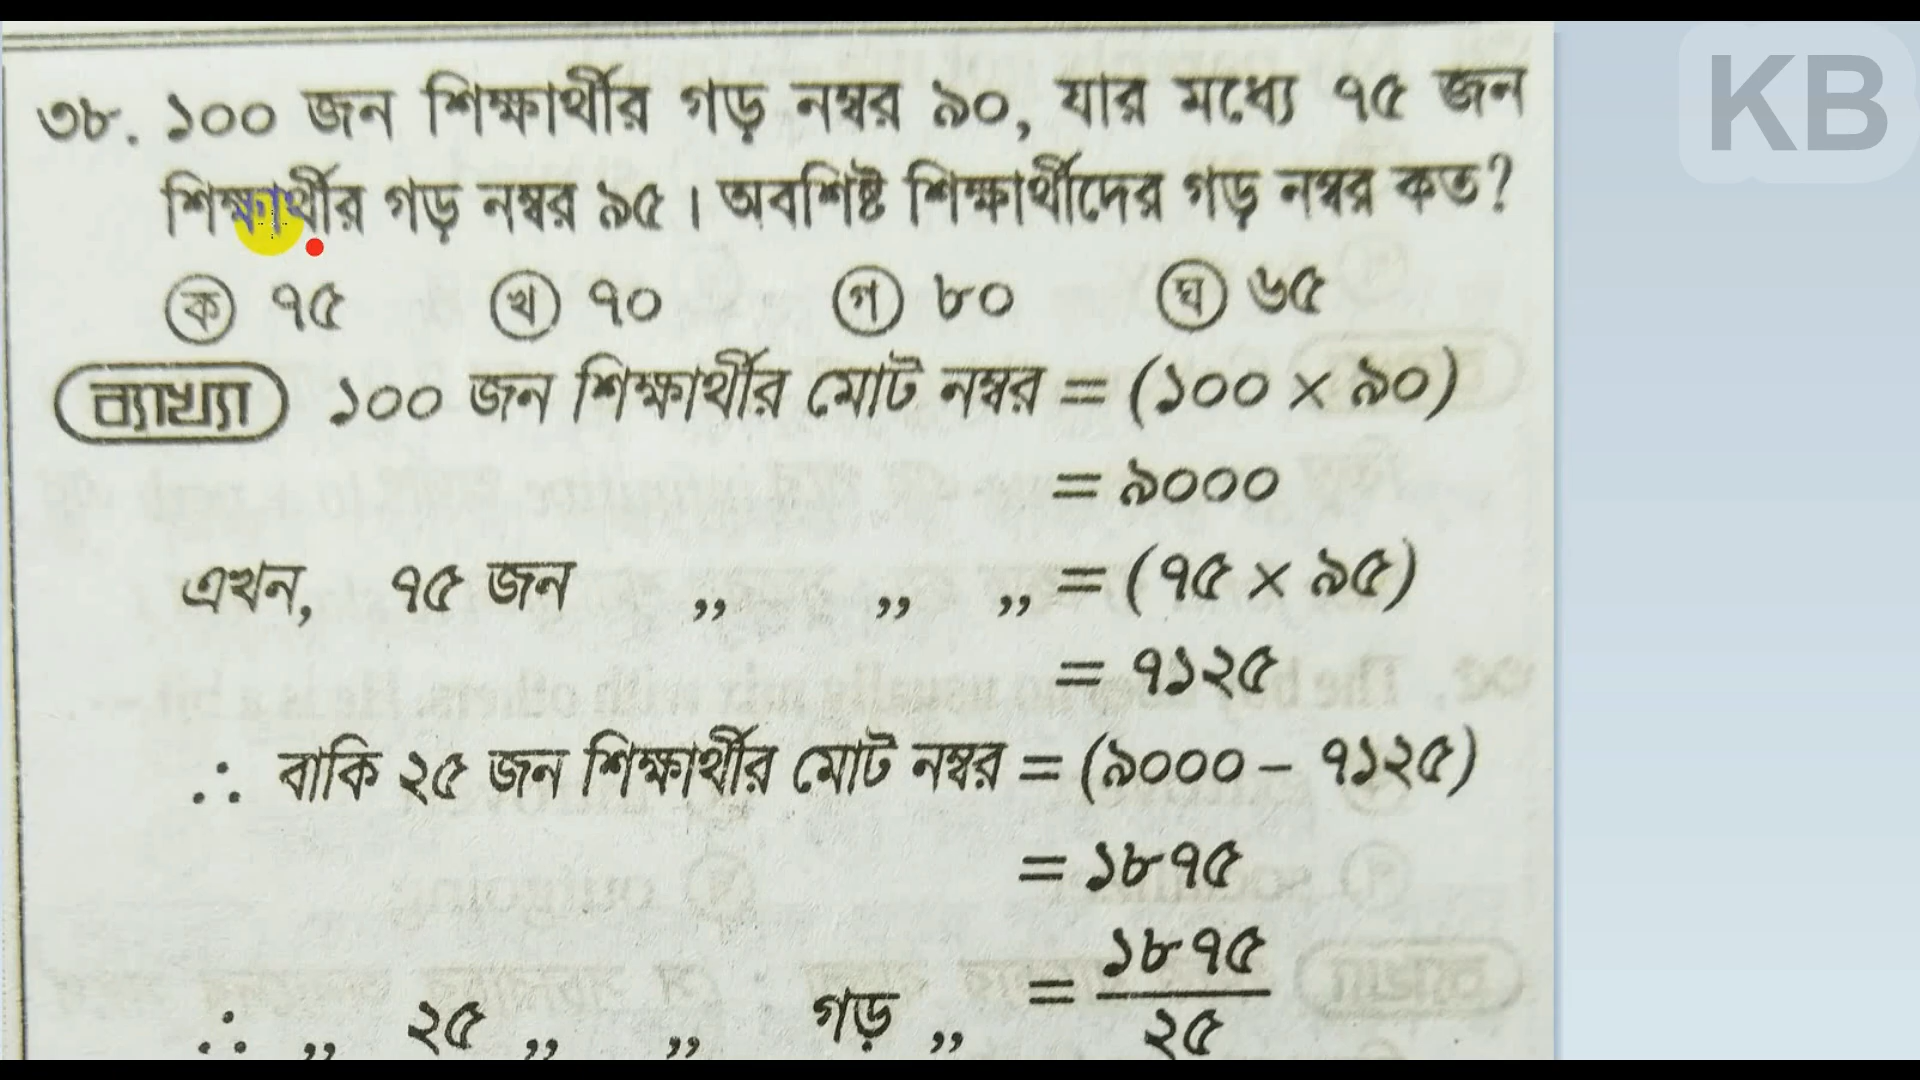 KB
৩৮. ১০০ জন শিক্ষার্থীর গড় নম্বর ৯০, যার মধ্যে ৭৫ জন
শিক্ষার্থীর গড় নম্বর ৯৫। অবশিষ্ট শিক্ষার্থীদের গড় নম্বর কত?
ক ৭৫ খ ৭০ গ ৮০ ঘ ৬৫
ব্যাখ্যা ১০০ জন শিক্ষার্থীর মোট নম্বর = (১০০ × ৯০)
= ৯০০০
এখন, ৭৫ জন ,, ,, ,, = (৭৫ × ৯৫)
= ৭১২৫
∴ বাকি ২৫ জন শিক্ষার্থীর মোট নম্বর = (৯০০০ – ৭১২৫)
= ১৮৭৫
∴ ,, ২৫ ,, ,, গড় ,, = ১৮৭৫
২৫